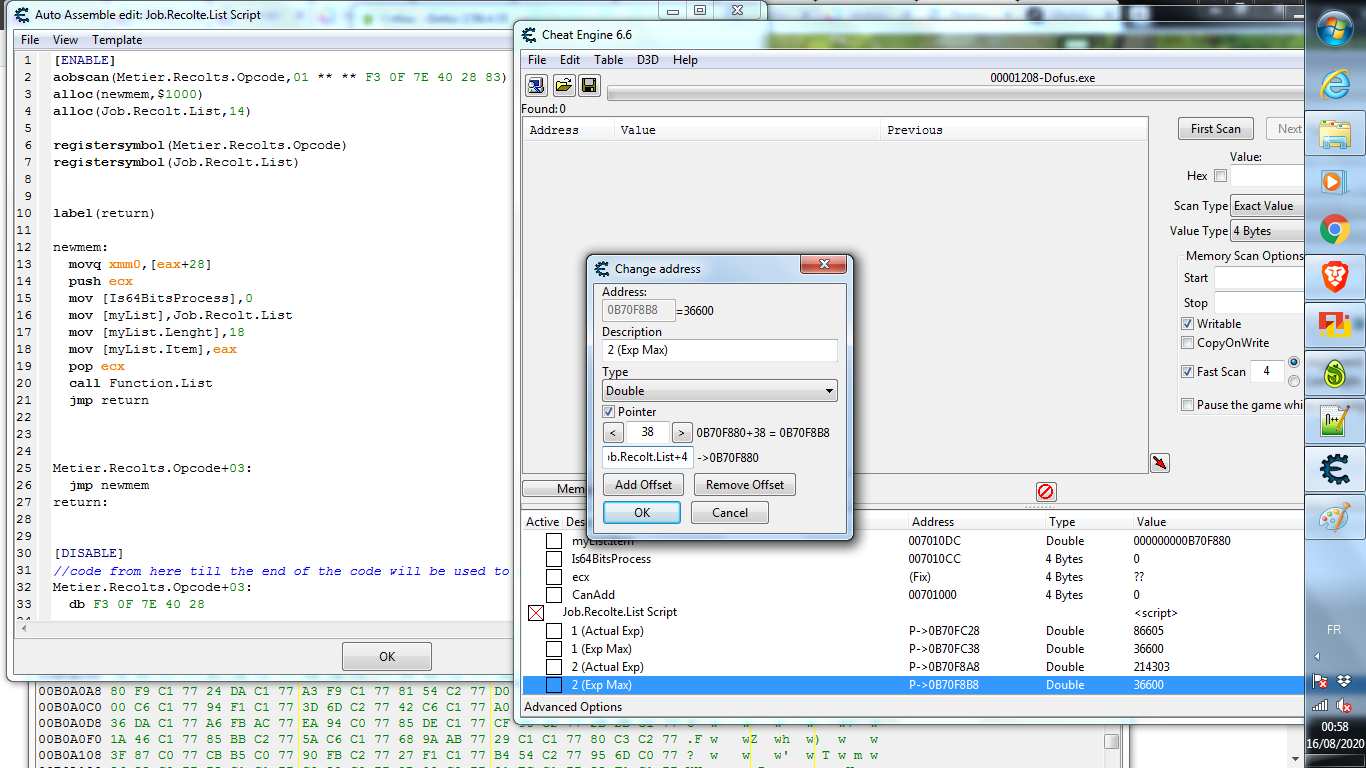 Auto Assemble edit: Job.Recolte.List Script
File View Template
1 [ENABLE]
2 aobscan(Metier.Recolts.Opcode,01 ** ** F3 0F 7E 40 28 83)
3 alloc(newmem,$1000)
4 alloc(Job.Recolt.List,14)
5
6 registersymbol(Metier.Recolts.Opcode)
7 registersymbol(Job.Recolt.List)
8
9
10 label(return)
11
12 newmem:
13 movq xmm0,[eax+28]
14 push ecx
15 mov [Is64BitsProcess],0
16 mov [myList],Job.Recolt.List
17 mov [myList.Lenght],18
18 mov [myList.Item],eax
19 pop ecx
20 call Function.List
21 jmp return
22
23
24
25 Metier.Recolts.Opcode+03:
26 jmp newmem
27 return:
28
29
30 [DISABLE]
31 //code from here till the end of the code will be used to
32 Metier.Recolts.Opcode+03:
33 db F3 0F 7E 40 28
OK
Cheat Engine 6.6
File Edit Table D3D Help
00001208-Dofus.exe
Found: 0
Address Value Previous
First Scan Next
Value:
Hex
Scan Type Exact Value
Value Type 4 Bytes
Memory Scan Options
Start
Stop
Writable
CopyOnWrite
Fast Scan 4
Pause the game whi
Mem
Change address
Address:
0B70F8B8 =36600
Description
2 (Exp Max)
Type
Double
Pointer
< 38 > 0B70F880+38 = 0B70F8B8
b.Recolt.List+4 ->0B70F880
Add Offset Remove Offset
OK Cancel
Active Des Address Type Value
myList.Item 007010DC Double 000000000B70F880
Is64BitsProcess 007010CC 4 Bytes 0
ecx (Fix) 4 Bytes ??
CanAdd 00701000 4 Bytes 0
Job.Recolte.List Script <script>
1 (Actual Exp) P->0B70FC28 Double 86605
1 (Exp Max) P->0B70FC38 Double 36600
2 (Actual Exp) P->0B70F8A8 Double 214303
2 (Exp Max) P->0B70F8B8 Double 36600
Advanced Options
00B0A0A8 80 F9 C1 77 24 DA C1 77 A3 F9 C1 77 81 54 C2 77 D0
00B0A0C0 00 C6 C1 77 94 F1 C1 77 3D 6D C2 77 42 C6 C1 77 A0
00B0A0D8 36 DA C1 77 A6 FB AC 77 EA 94 C0 77 85 DE C1 77
00B0A0F0 1A 46 C1 77 85 BB C2 77 5A C6 C1 77 68 9A AB 77 29 C1 C1 77 80 C3 C2 77 .F w w Z wh w) w w
00B0A108 3F 87 C0 77 CB B5 C0 77 90 FB C2 77 27 F1 C1 77 B4 54 C2 77 95 6D C0 77 ? w w w' w T w m w
FR
00:58
16/08/2020